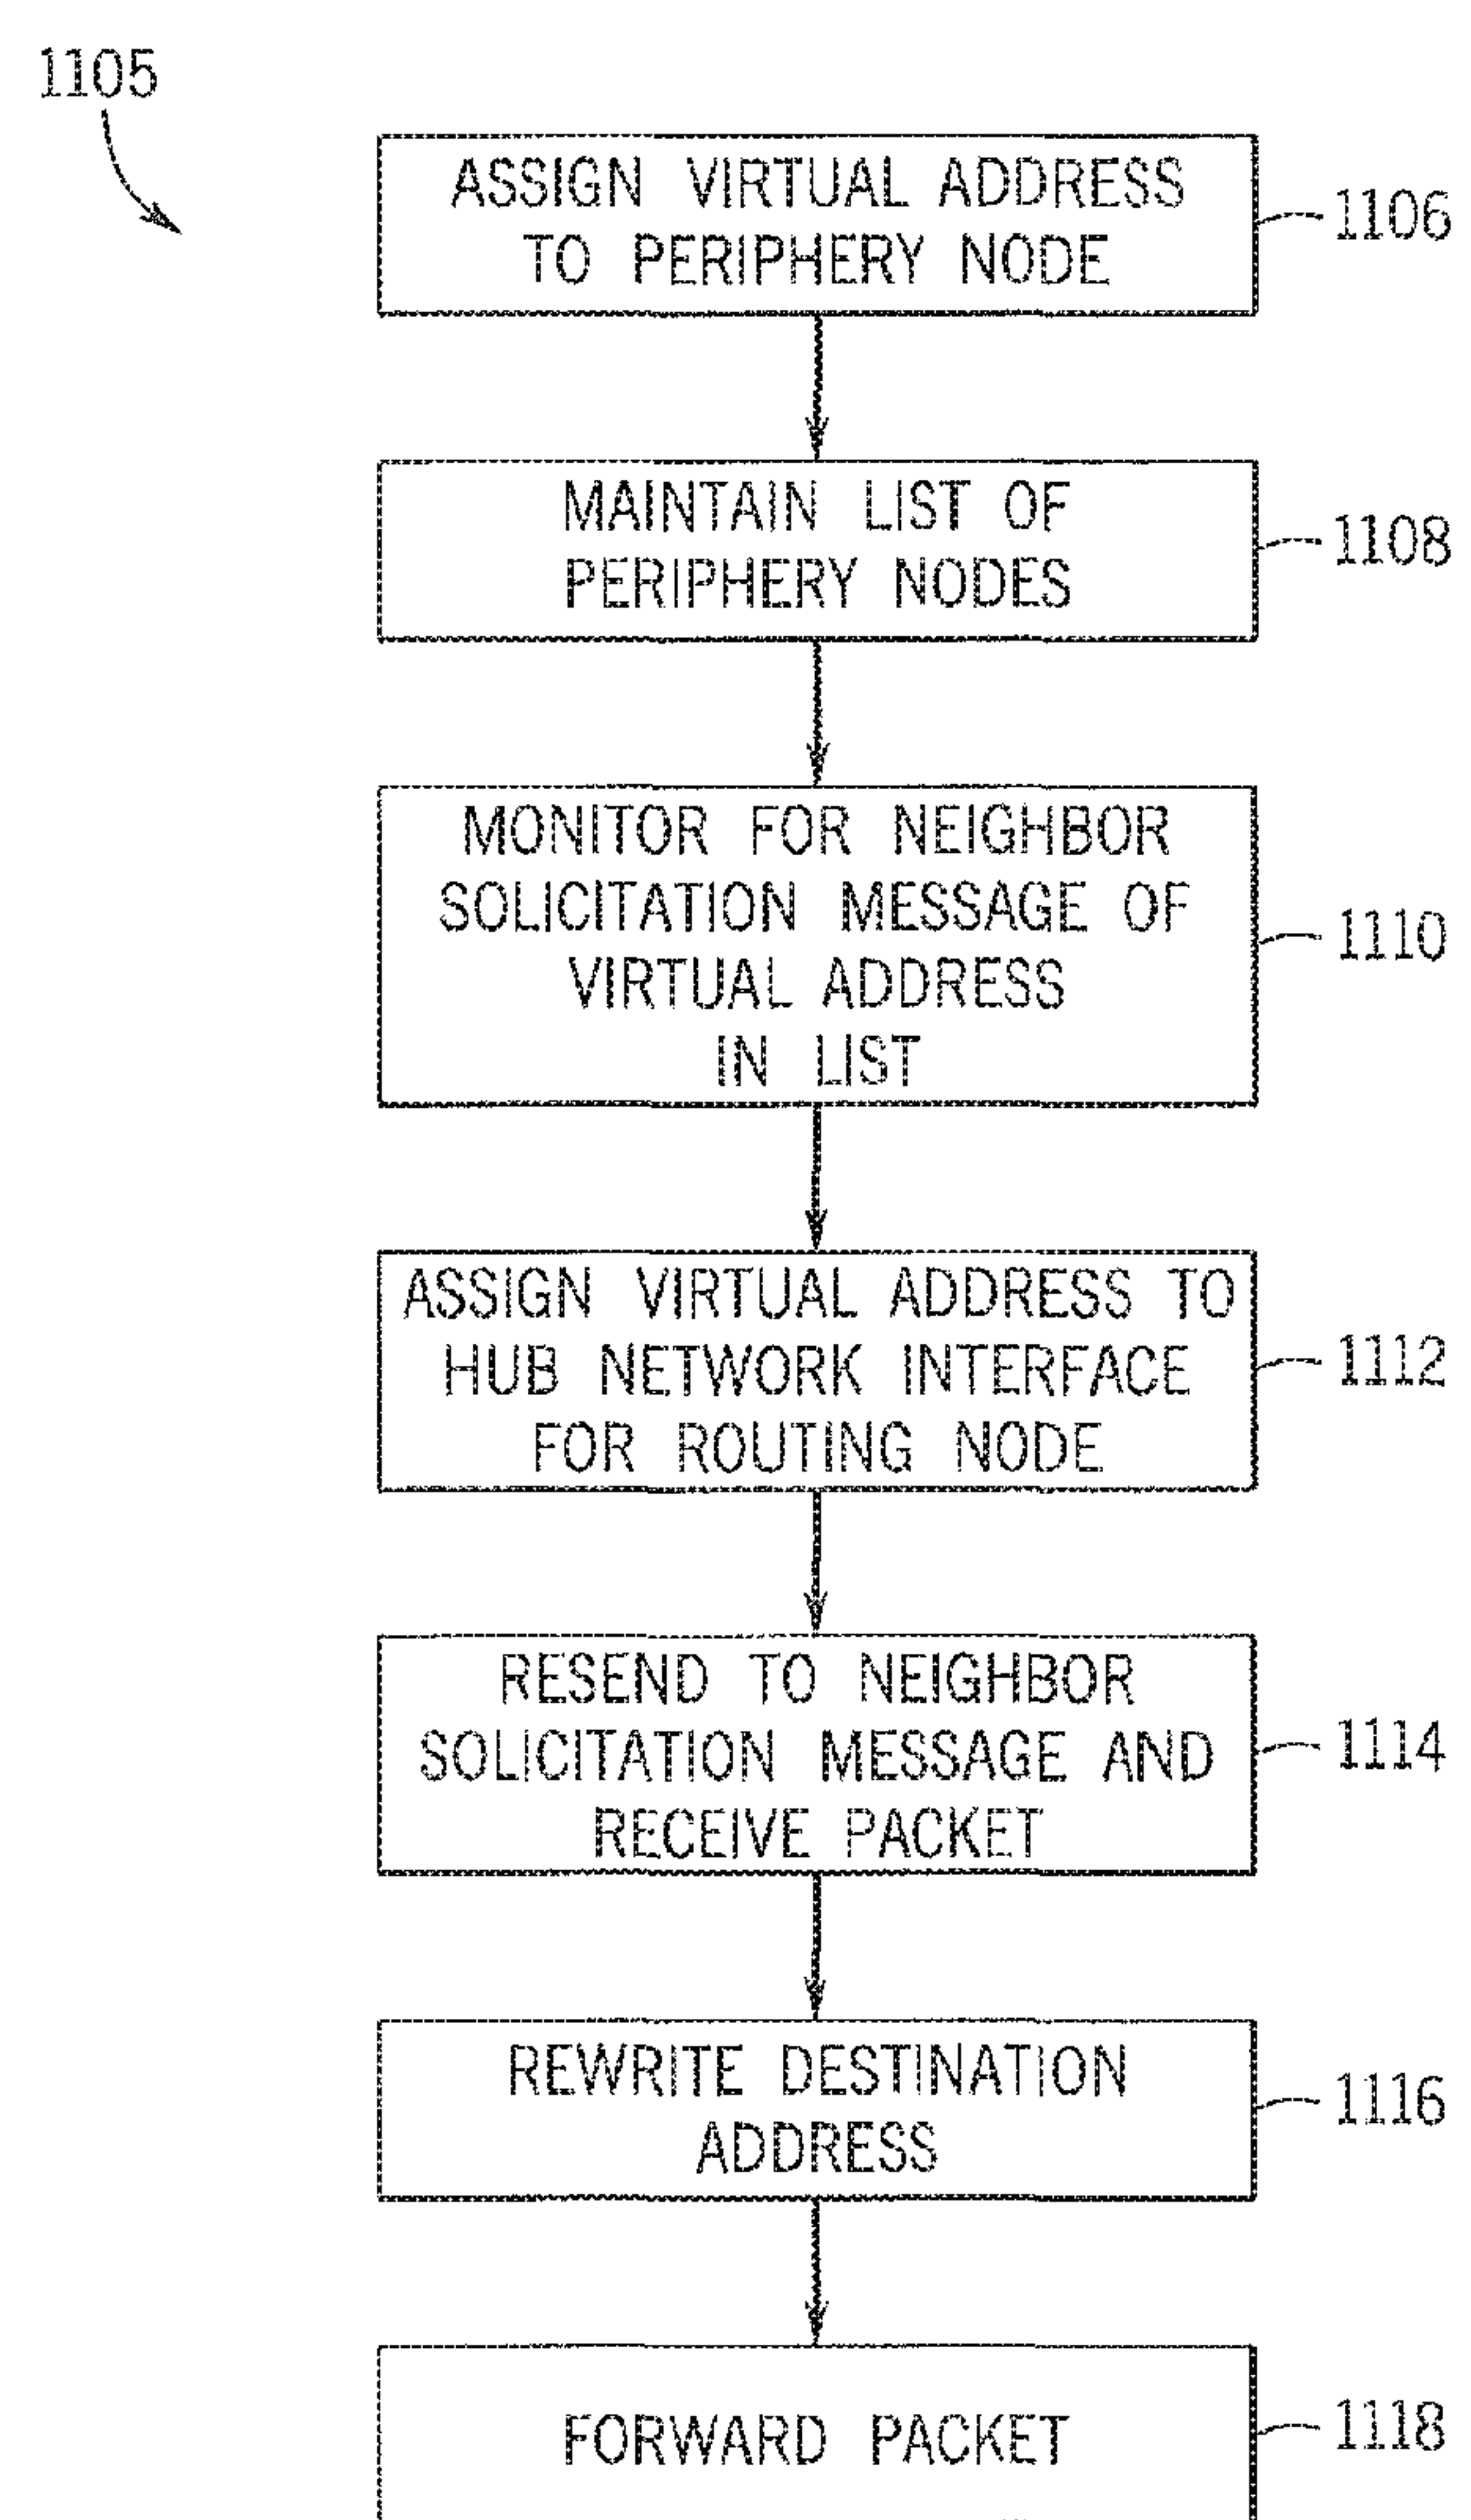 1105
ASSIGN VIRTUAL ADDRESS
TO PERIPHERY NODE
1106
MAINTAIN LIST OF
PERIPHERY NODES
1108
MONITOR FOR NEIGHBOR
SOLICITATION MESSAGE OF
VIRTUAL ADDRESS
IN LIST
1110
ASSIGN VIRTUAL ADDRESS TO
HUB NETWORK INTERFACE
FOR ROUTING NODE
1112
RESEND TO NEIGHBOR
SOLICITATION MESSAGE AND
RECEIVE PACKET
1114
REWRITE DESTINATION
ADDRESS
1116
FORWARD PACKET
1118